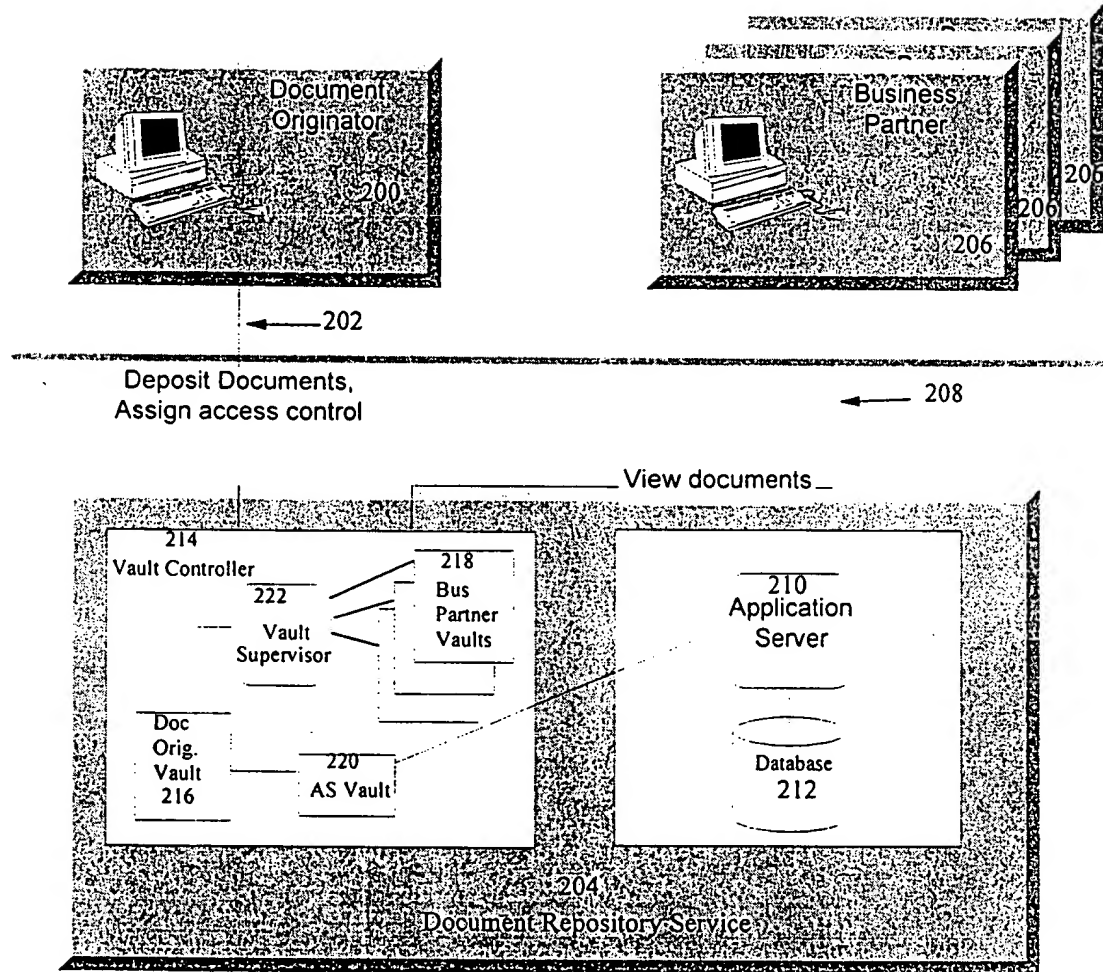 Document
Originator
200
Business
Partner
206
206
206
202
Deposit Documents,
Assign access control
208
View documents
214
Vault Controller
222
Vault
Supervisor
218
Bus
Partner
Vaults
Doc
Orig.
Vault
216
220
AS Vault
210
Application
Server
Database
212
204
Document Repository Service